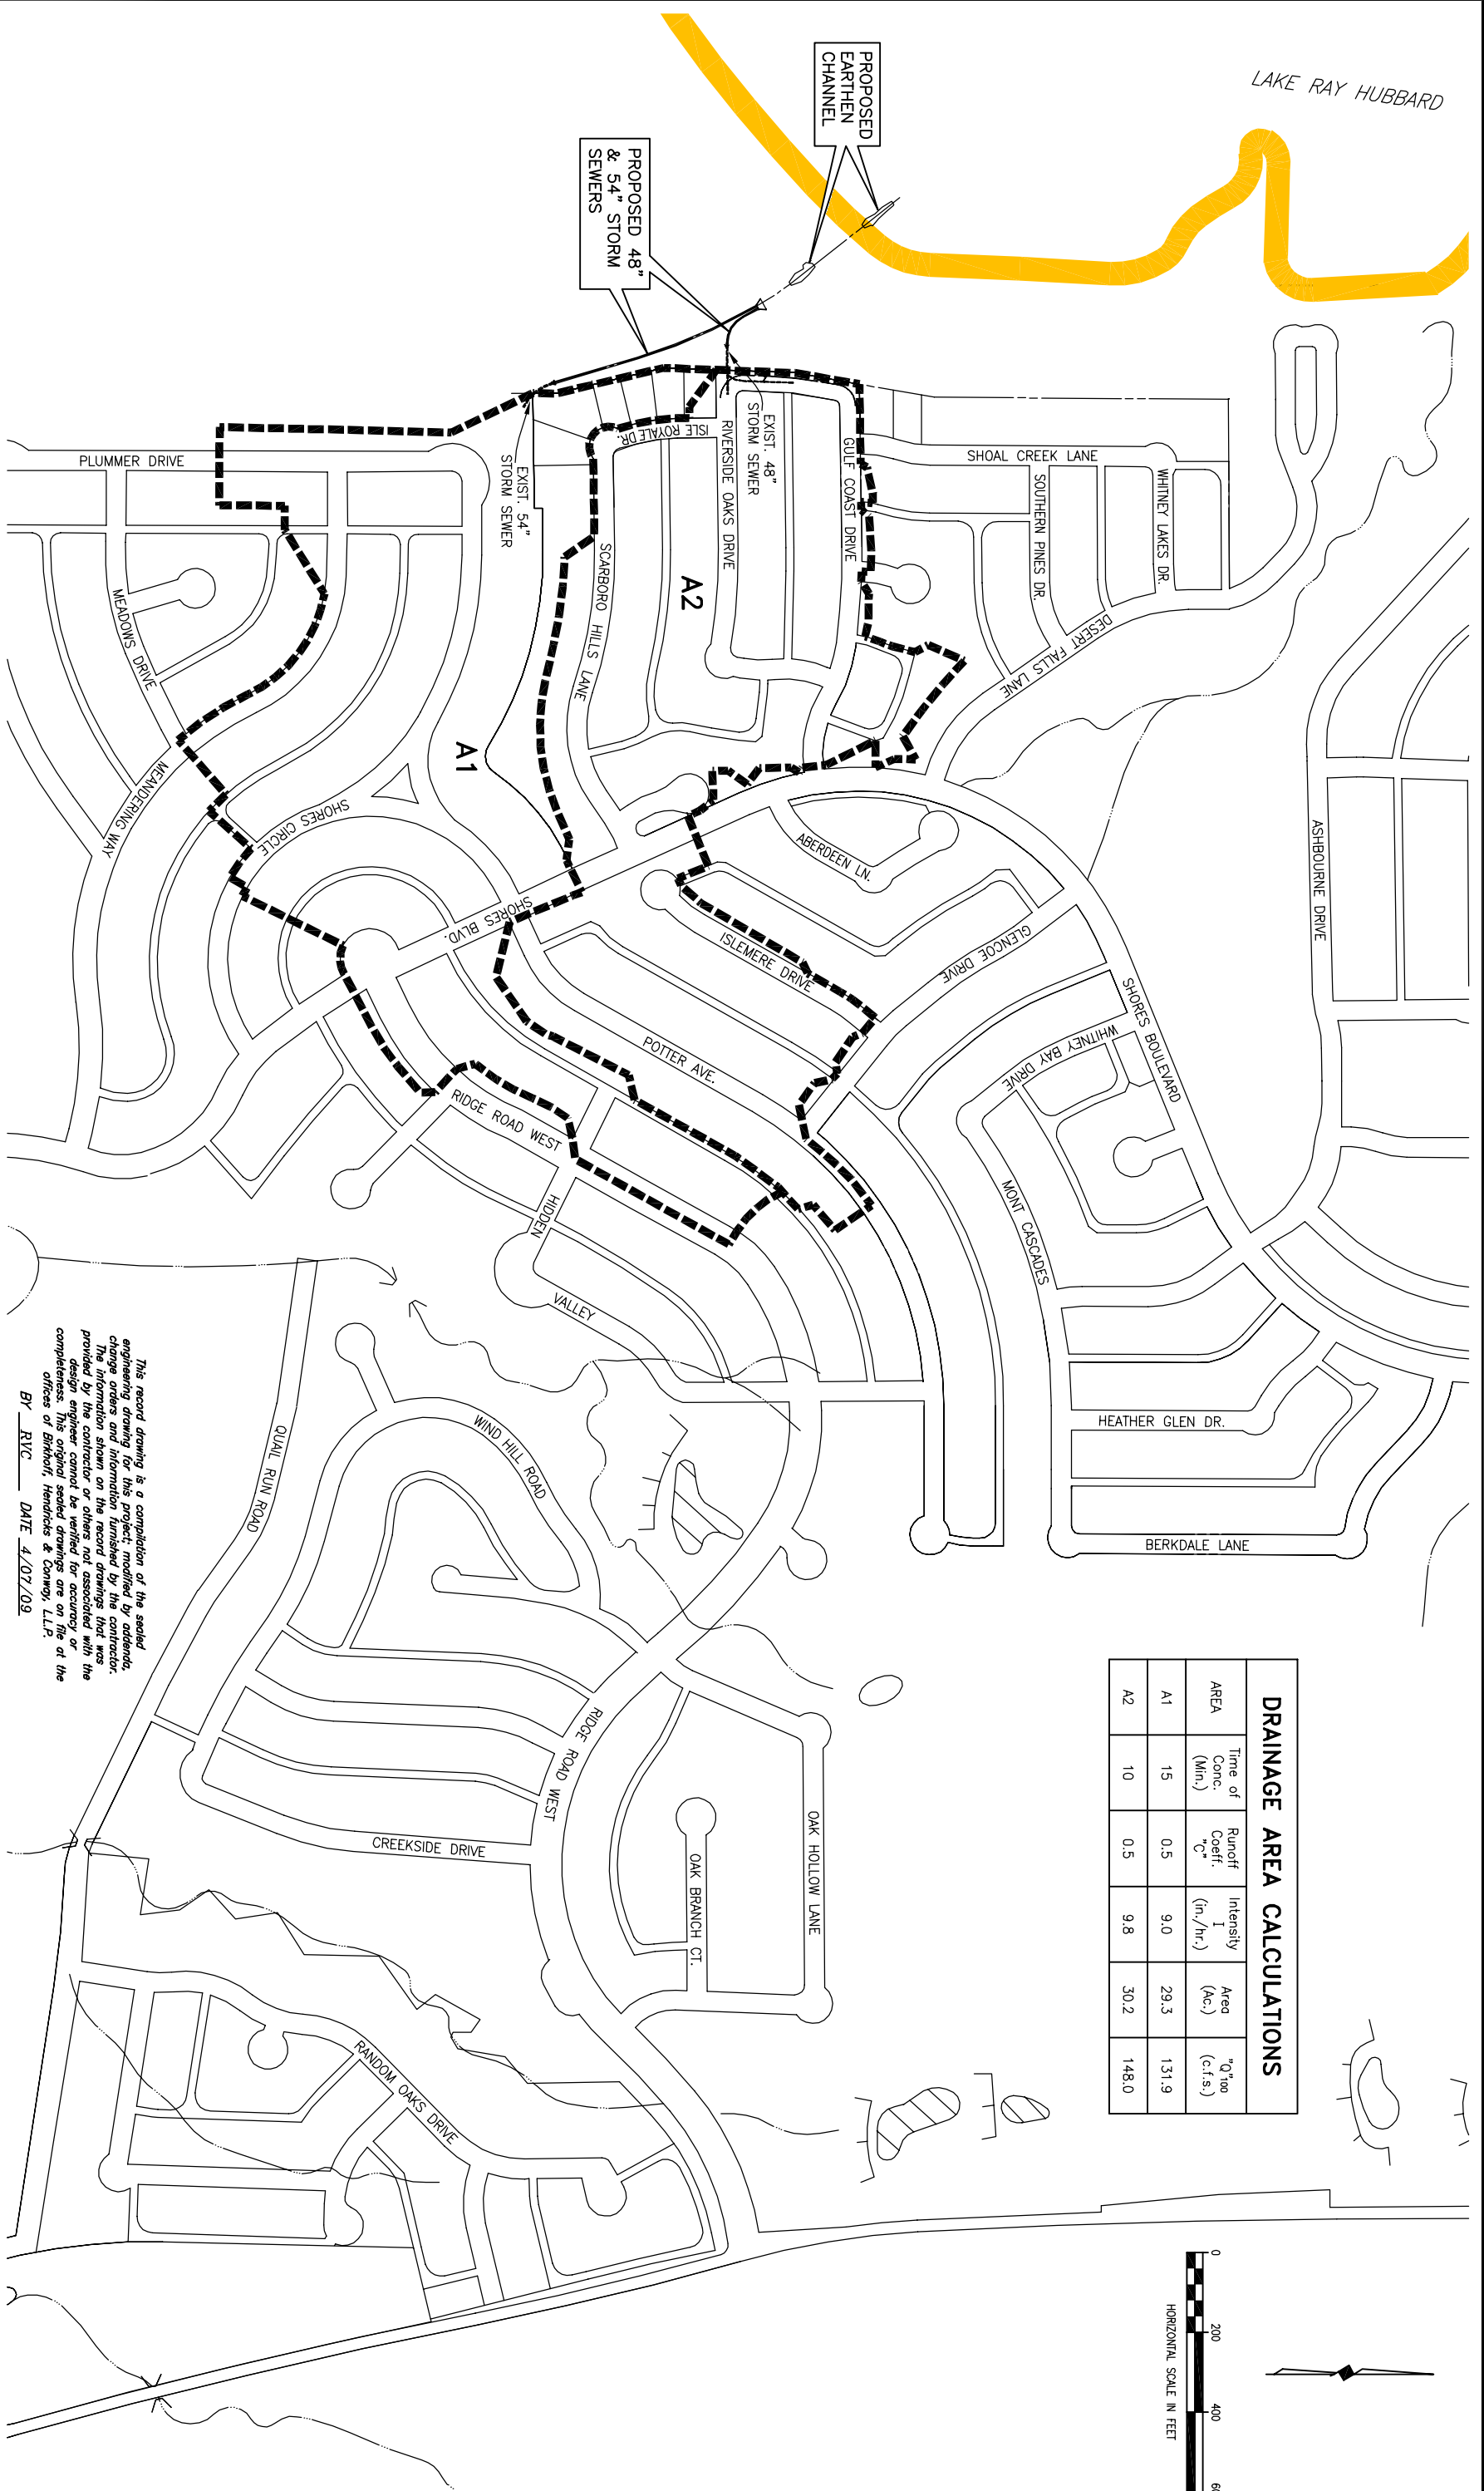 LAKE RAY HUBBARD
PROPOSED
EARTHEN
CHANNEL
PROPOSED 48"
& 54" STORM
SEWERS
EXIST. 48"
STORM SEWER
EXIST. 54"
STORM SEWER
PLUMMER DRIVE
ISLE ROYALE DR.
RIVERSIDE OAKS DRIVE
GULF COAST DRIVE
SHOAL CREEK LANE
SOUTHERN PINES DR.
WHITNEY LAKES DR.
DESERT FALLS LANE
SCARBORO HILLS LANE
A2
A1
MEADOWS DRIVE
MEANDERING WAY
SHORES CIRCLE
SHORES BLVD.
ABERDEEN LN.
ISLEMERE DRIVE
GLENCOE DRIVE
POTTER AVE.
RIDGE ROAD WEST
HIDDEN
VALLEY
WHITNEY BAY DRIVE
SHORES BOULEVARD
MONT CASCADES
ASHBOURNE DRIVE
HEATHER GLEN DR.
BERKDALE LANE
WIND HILL ROAD
QUAIL RUN ROAD
RIDGE ROAD WEST
CREEKSIDE DRIVE
OAK HOLLOW LANE
OAK BRANCH CT.
RANDOM OAKS DRIVE
This record drawing is a compilation of the sealed
engineering drawing for this project; modified by addenda,
change orders and information furnished by the contractor.
The information shown on the record drawings that was
provided by the contractor or others not associated with the
design engineer cannot be verified for accuracy or
completeness. This original sealed drawings are on file at the
offices of Birkhoff, Hendricks & Conway, L.L.P.
BY RVC DATE 4/07/09
DRAINAGE AREA CALCULATIONS
AREA Time of Conc. (Min.) Runoff Coeff. "C" Intensity I (in./hr.) Area (Ac.) "Q"100 (c.f.s.)
A1 15 0.5 9.0 29.3 131.9
A2 10 0.5 9.8 30.2 148.0
0 200 400
HORIZONTAL SCALE IN FEET